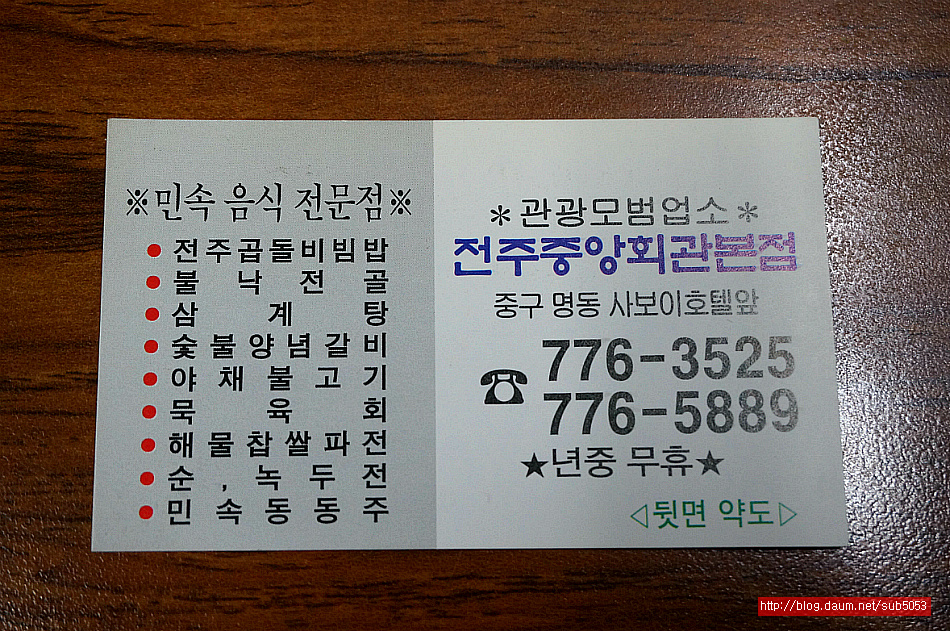 ※민속 음식 전문점※
● 전주곱돌비빔밥
● 불낙전골
● 삼계탕
● 숯불양념갈비
● 야채불고기
● 묵육회
● 해물찹쌀파전
● 순, 녹두전
● 민속동동주
*관광모범업소*
전주중앙회관본점
중구 명동 사보이호텔앞
☎ 776-3525
776-5889
★년중 무휴★
◁뒷면 약도▷
http://blog.daum.net/sub5053